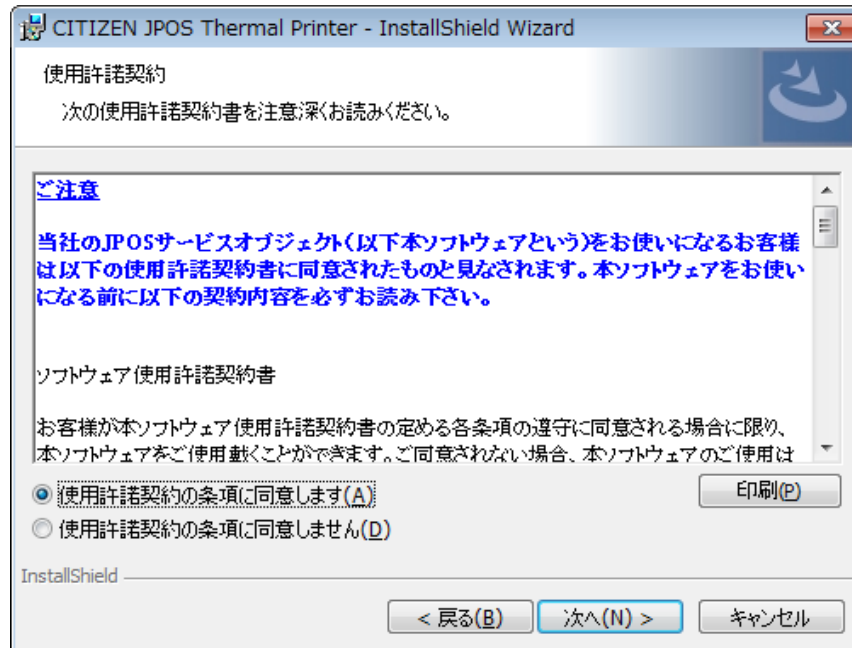 CITIZEN JPOS Thermal Printer - InstallShield Wizard
使用許諾契約
次の使用許諾契約書を注意深くお読みください。
ご注意
当社のJPOSサービスオブジェクト(以下本ソフトウェアという)をお使いになるお客様
は以下の使用許諾契約書に同意されたものと見なされます。本ソフトウェアをお使い
になる前に以下の契約内容を必ずお読み下さい。
ソフトウェア使用許諾契約書
お客様が本ソフトウェア使用許諾契約書の定める各条項の遵守に同意される場合に限り、
本ソフトウェアをご使用戴くことができます。ご同意されない場合、本ソフトウェアのご使用は
使用許諾契約の条項に同意します(A)
印刷(P)
使用許諾契約の条項に同意しません(D)
InstallShield
< 戻る(B)
次へ(N) >
キャンセル